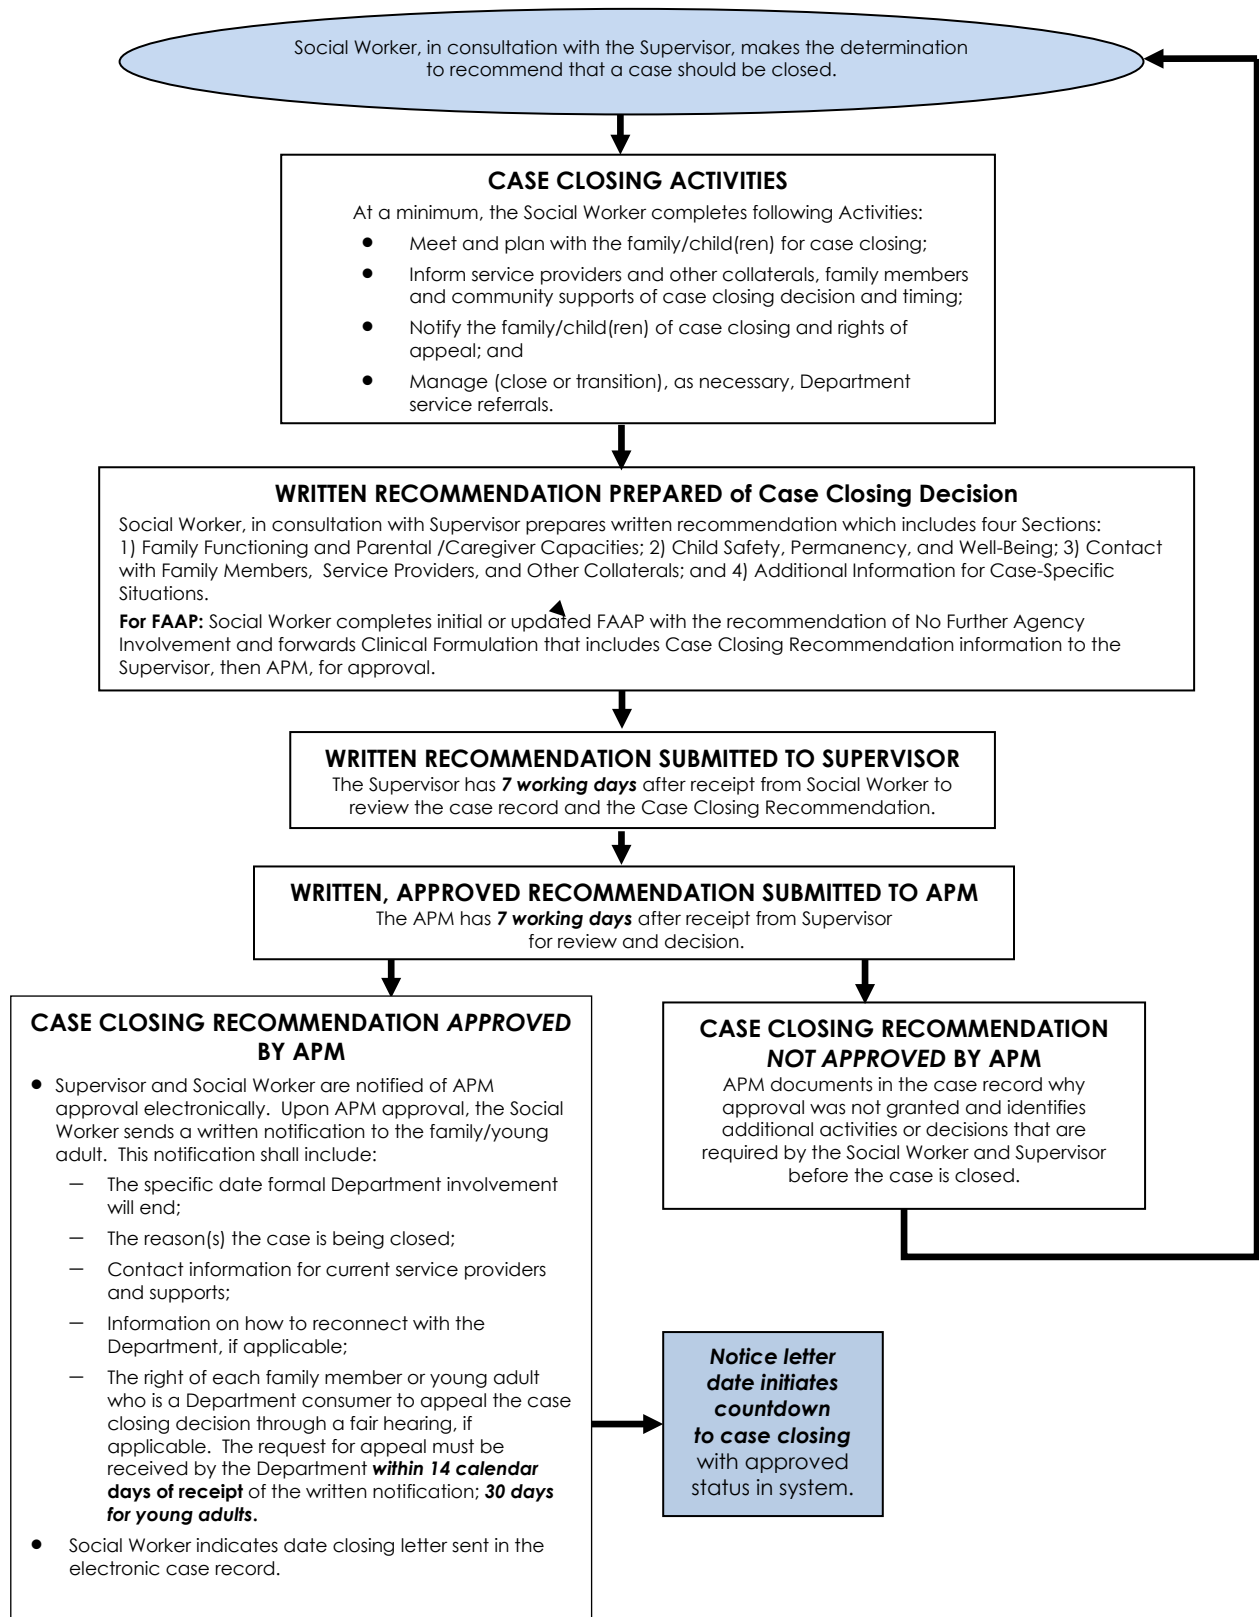 Social Worker, in consultation with the Supervisor, makes the determination
to recommend that a case should be closed.
CASE CLOSING ACTIVITIES
At a minimum, the Social Worker completes following Activities:
● Meet and plan with the family/child(ren) for case closing;
● Inform service providers and other collaterals, family members
and community supports of case closing decision and timing;
● Notify the family/child(ren) of case closing and rights of
appeal; and
● Manage (close or transition), as necessary, Department
service referrals.
WRITTEN RECOMMENDATION PREPARED of Case Closing Decision
Social Worker, in consultation with Supervisor prepares written recommendation which includes four Sections:
1) Family Functioning and Parental /Caregiver Capacities; 2) Child Safety, Permanency, and Well-Being; 3) Contact
with Family Members, Service Providers, and Other Collaterals; and 4) Additional Information for Case-Specific
Situations.
For FAAP: Social Worker completes initial or updated FAAP with the recommendation of No Further Agency
Involvement and forwards Clinical Formulation that includes Case Closing Recommendation information to the
Supervisor, then APM, for approval.
WRITTEN RECOMMENDATION SUBMITTED TO SUPERVISOR
The Supervisor has 7 working days after receipt from Social Worker to
review the case record and the Case Closing Recommendation.
WRITTEN, APPROVED RECOMMENDATION SUBMITTED TO APM
The APM has 7 working days after receipt from Supervisor
for review and decision.
CASE CLOSING RECOMMENDATION APPROVED
BY APM
● Supervisor and Social Worker are notified of APM
approval electronically. Upon APM approval, the Social
Worker sends a written notification to the family/young
adult. This notification shall include:
— The specific date formal Department involvement
will end;
— The reason(s) the case is being closed;
— Contact information for current service providers
and supports;
— Information on how to reconnect with the
Department, if applicable;
— The right of each family member or young adult
who is a Department consumer to appeal the case
closing decision through a fair hearing, if
applicable. The request for appeal must be
received by the Department within 14 calendar
days of receipt of the written notification; 30 days
for young adults.
● Social Worker indicates date closing letter sent in the
electronic case record.
CASE CLOSING RECOMMENDATION
NOT APPROVED BY APM
APM documents in the case record why
approval was not granted and identifies
additional activities or decisions that are
required by the Social Worker and Supervisor
before the case is closed.
Notice letter
date initiates
countdown
to case closing
with approved
status in system.